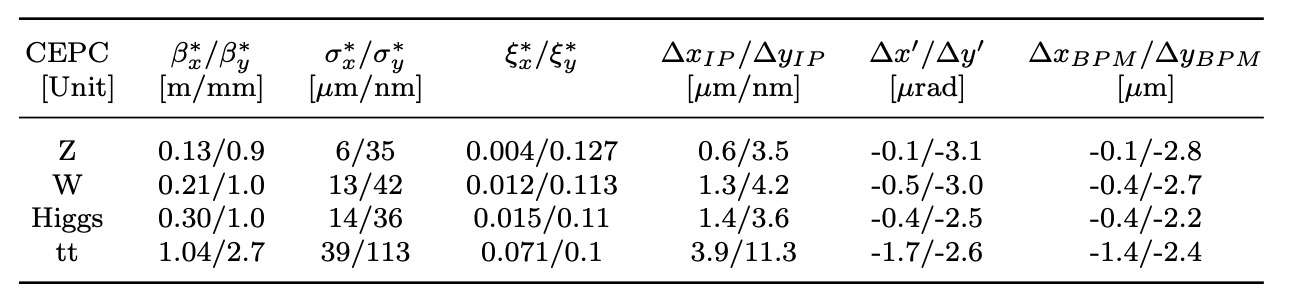 CEPC β*x/β*y σ*x/σ*y ξ*x/ξ*y ΔxIP/ΔyIP Δx′/Δy′ ΔxBPM/ΔyBPM
[Unit] [m/mm] [μm/nm] [μm/nm] [μrad] [μm]
Z 0.13/0.9 6/35 0.004/0.127 0.6/3.5 -0.1/-3.1 -0.1/-2.8
W 0.21/1.0 13/42 0.012/0.113 1.3/4.2 -0.5/-3.0 -0.4/-2.7
Higgs 0.30/1.0 14/36 0.015/0.11 1.4/3.6 -0.4/-2.5 -0.4/-2.2
tt 1.04/2.7 39/113 0.071/0.1 3.9/11.3 -1.7/-2.6 -1.4/-2.4